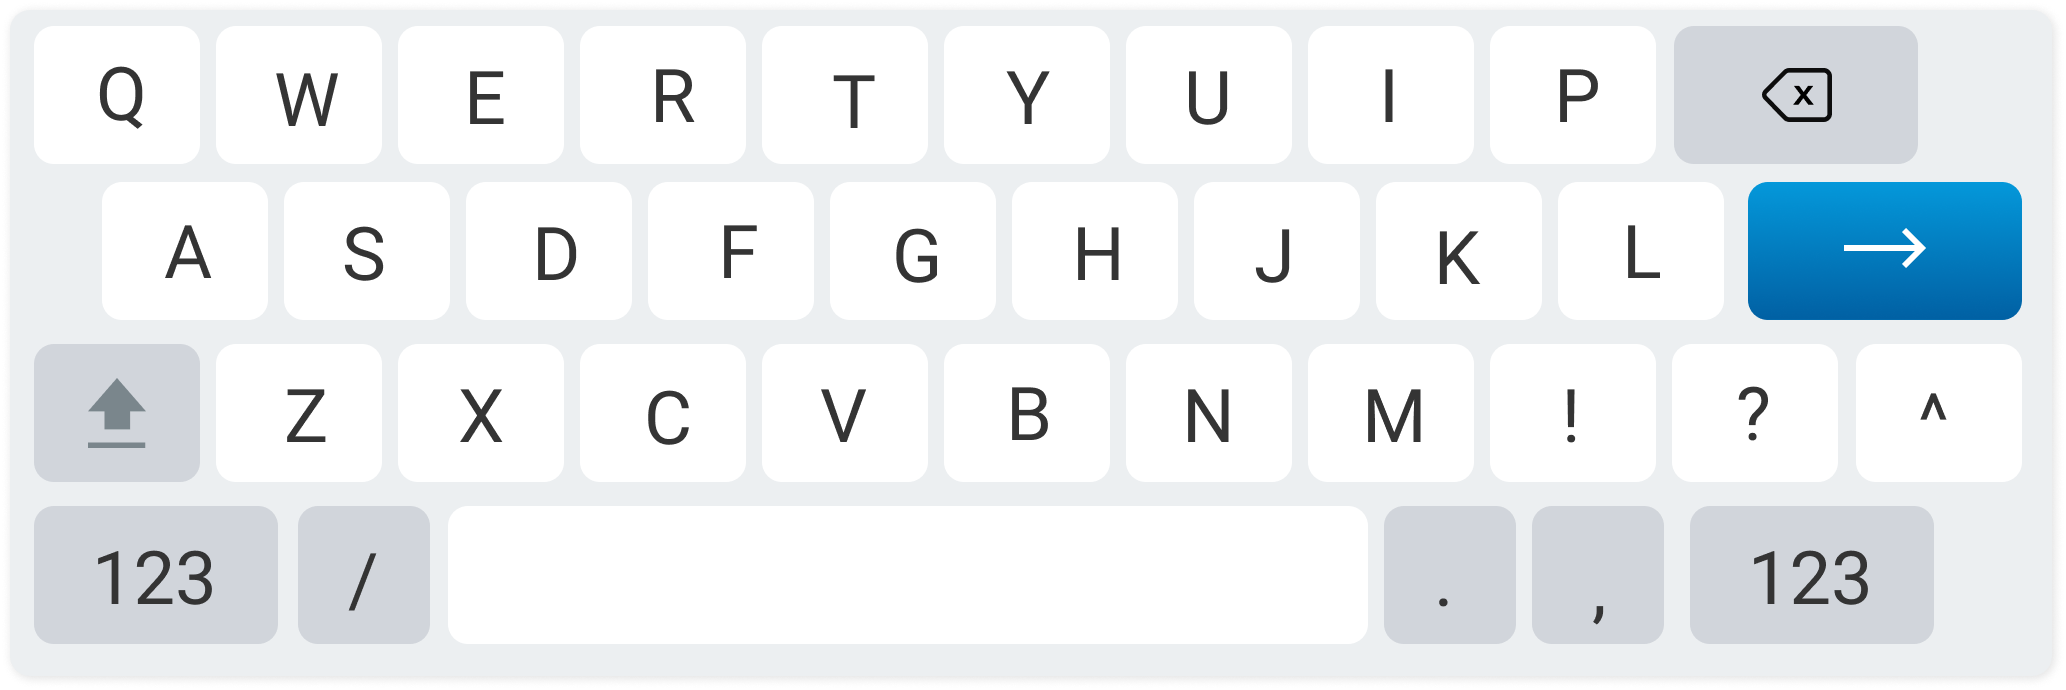 Q W E R T Y U I P x
A S D F G H J K L →
Z X C V B N M ! ? ^
123 / . , 123